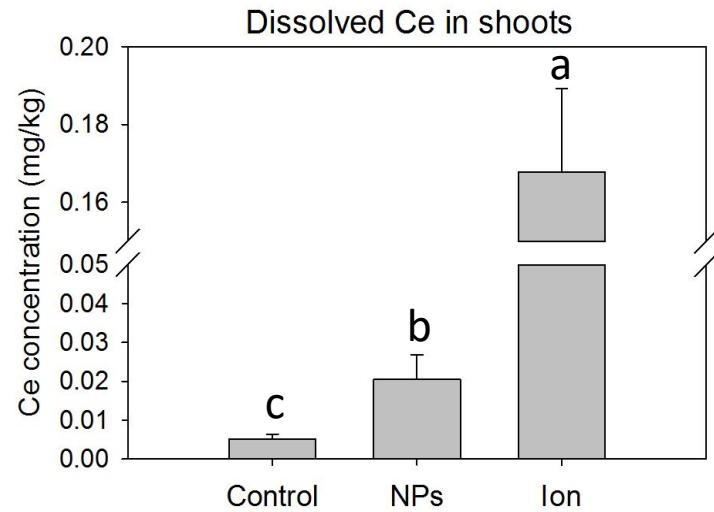 Dissolved Ce in shoots
Ce concentration (mg/kg)
0.20
0.18
0.16
0.05
0.04
0.03
0.02
0.01
0.00
a
b
c
Control NPs Ion